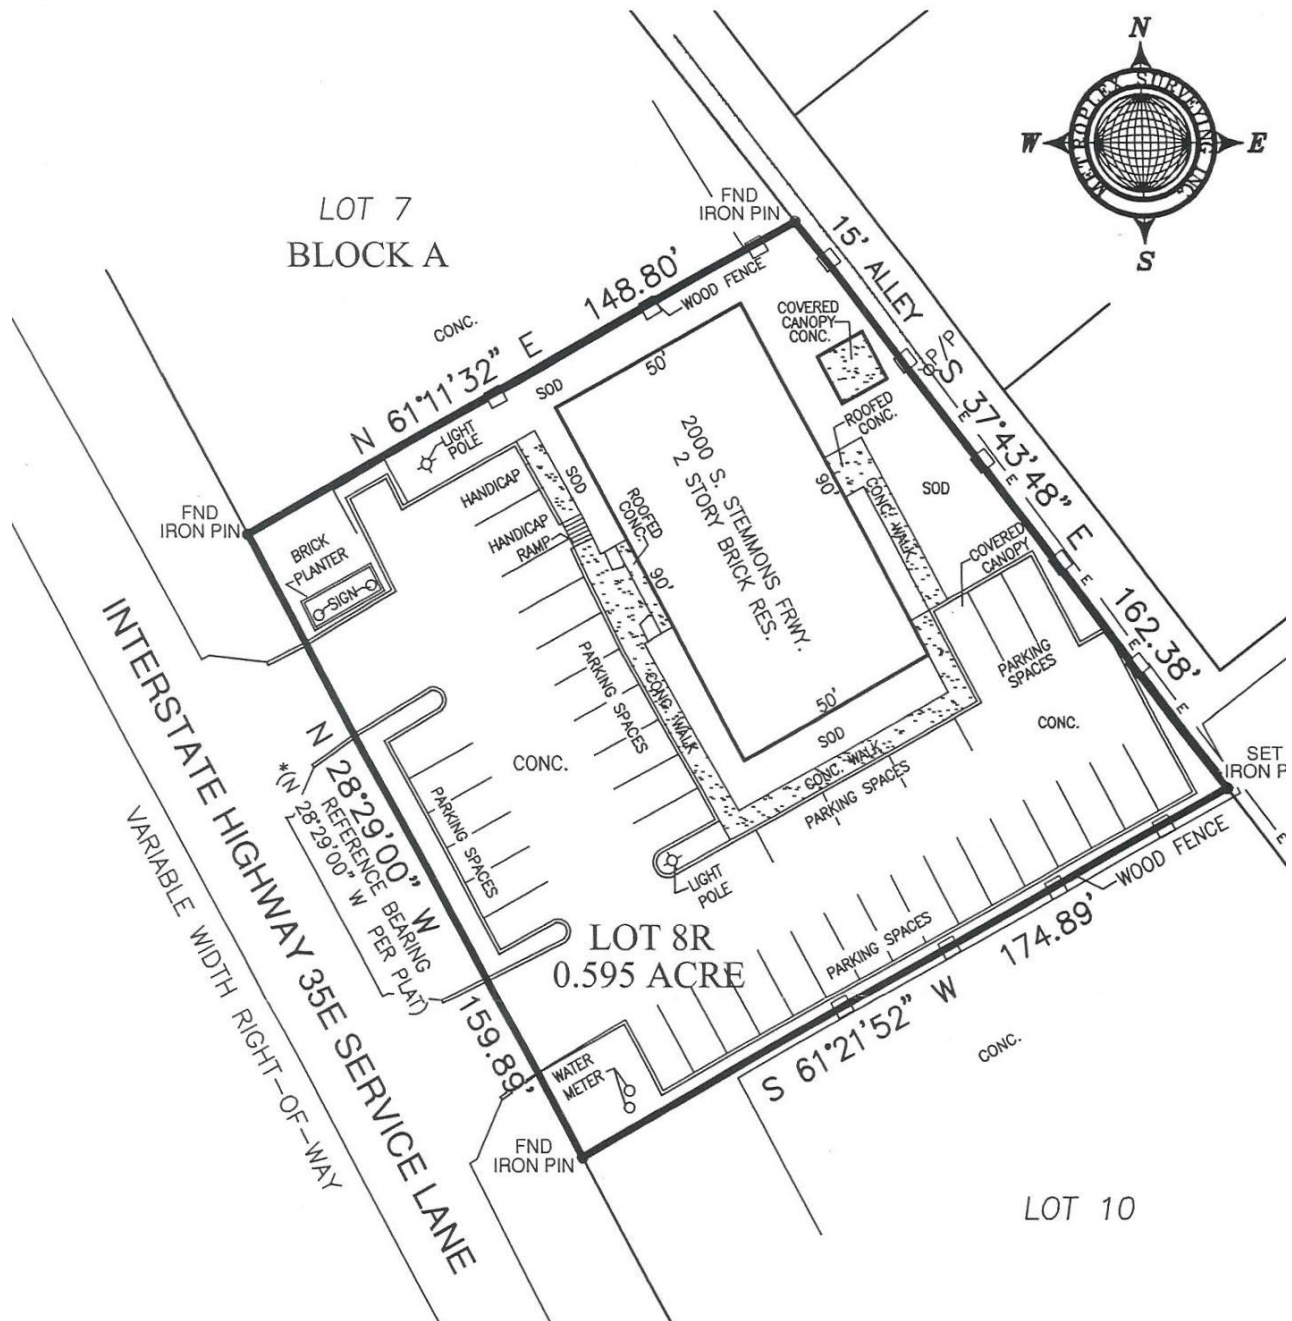 N
METROPLEX SURVEYING INC
W
E
S
LOT 7
BLOCK A
FND
IRON PIN
15' ALLEY
148.80'
WOOD FENCE
CONC.
COVERED
CANOPY
CONC.
P/P
N 61°11'32" E
SOD
50'
S 37°43'48" E
E
E
E
E
E
E
162.38'
LIGHT
POLE
ROOFED
CONC.
2000 S. STEMMONS FRWY.
2 STORY BRICK RES.
HANDICAP
SOD
90'
SOD
FND
IRON PIN
HANDICAP
RAMP
ROOFED
CONC.
CONC. WALK
BRICK
PLANTER
COVERED
CANOPY
SIGN
90'
PARKING
SPACES
PARKING SPACES
CONC. WALK
50'
CONC.
SOD
CONC.
CONC. WALK
PARKING SPACES
SET
IRON P
INTERSTATE HIGHWAY 35E SERVICE LANE
VARIABLE WIDTH RIGHT-OF-WAY
N 28°29'00" W
REFERENCE BEARING
*(N 28°29'00" W PER PLAT)
159.89'
PARKING SPACES
LIGHT
POLE
WOOD FENCE
174.89'
PARKING SPACES
LOT 8R
0.595 ACRE
S 61°21'52" W
CONC.
WATER
METER
FND
IRON PIN
LOT 10